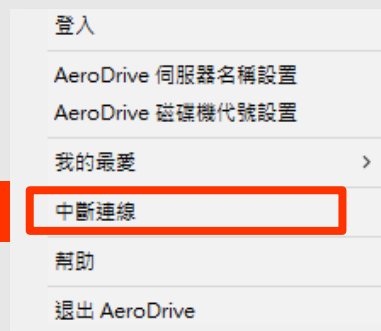 登入
AeroDrive 伺服器名稱設置
AeroDrive 磁碟機代號設置
我的最愛
中斷連線
幫助
退出 AeroDrive